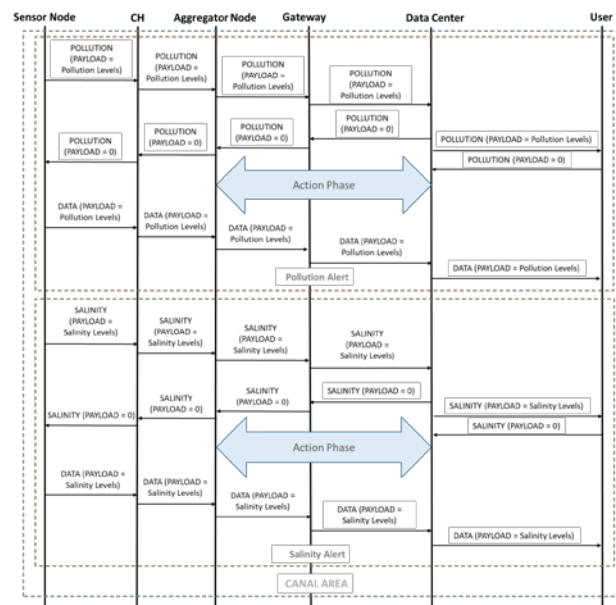 Sensor Node CH Aggregator Node Gateway Data Center User
POLLUTION
(PAYLOAD =
Pollution Levels)
POLLUTION
(PAYLOAD =
Pollution Levels)
POLLUTION
(PAYLOAD =
Pollution Levels)
POLLUTION
(PAYLOAD =
Pollution Levels)
POLLUTION
(PAYLOAD = 0)
POLLUTION
(PAYLOAD = 0)
POLLUTION
(PAYLOAD = 0)
POLLUTION
(PAYLOAD = 0)
POLLUTION (PAYLOAD = Pollution Levels)
POLLUTION (PAYLOAD = 0)
Action Phase
DATA (PAYLOAD =
Pollution Levels)
DATA (PAYLOAD =
Pollution Levels)
DATA (PAYLOAD =
Pollution Levels)
DATA (PAYLOAD =
Pollution Levels)
DATA (PAYLOAD = Pollution Levels)
Pollution Alert
SALINITY
(PAYLOAD =
Salinity Levels)
SALINITY
(PAYLOAD =
Salinity Levels)
SALINITY
(PAYLOAD =
Salinity Levels)
SALINITY
(PAYLOAD =
Salinity Levels)
SALINITY (PAYLOAD = 0)
SALINITY
(PAYLOAD = 0)
SALINITY
(PAYLOAD = 0)
SALINITY (PAYLOAD = 0)
SALINITY (PAYLOAD = Salinity Levels)
SALINITY (PAYLOAD = 0)
Action Phase
DATA (PAYLOAD =
Salinity Levels)
DATA (PAYLOAD =
Salinity Levels)
DATA (PAYLOAD =
Salinity Levels)
DATA (PAYLOAD =
Salinity Levels)
DATA (PAYLOAD = Salinity Levels)
Salinity Alert
CANAL AREA